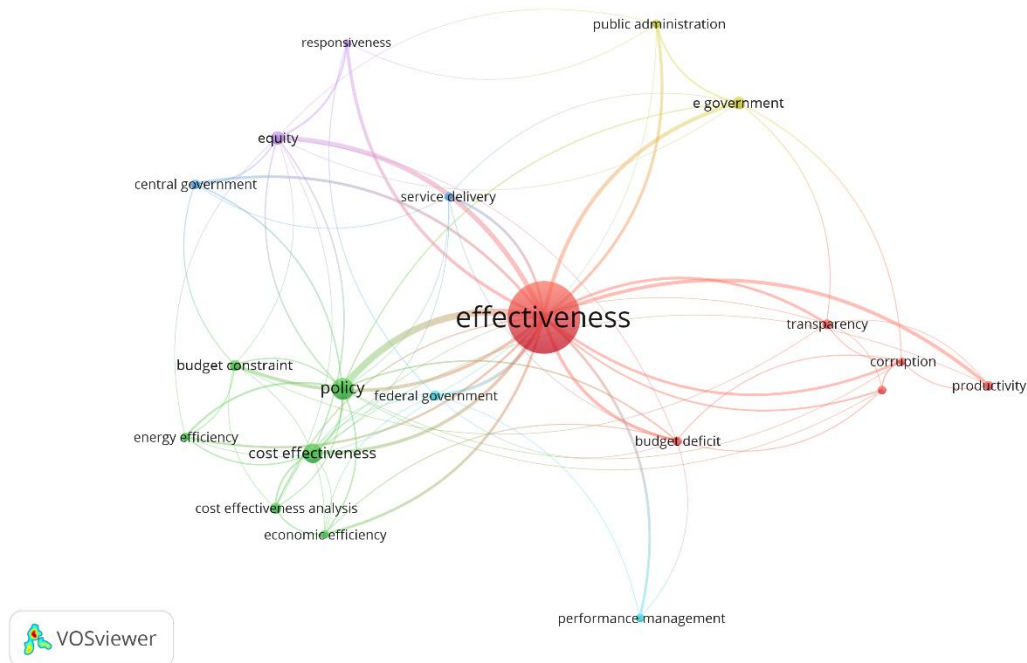 public administration
responsiveness
e government
equity
central government
service delivery
effectiveness
transparency
corruption
budget constraint
productivity
policy
federal government
energy efficiency
budget deficit
cost effectiveness
cost effectiveness analysis
economic efficiency
performance management
VOSviewer